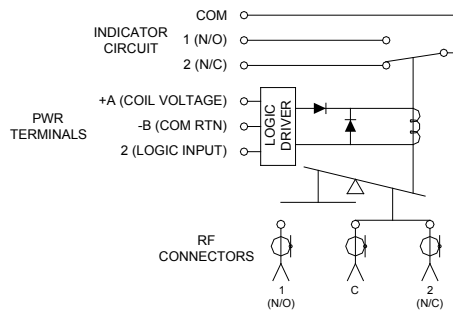 COM
INDICATOR
CIRCUIT
1 (N/O)
2 (N/C)
PWR
TERMINALS
+A (COIL VOLTAGE)
-B (COM RTN)
2 (LOGIC INPUT)
LOGIC
DRIVER
RF
CONNECTORS
1
(N/O)
C
2
(N/C)